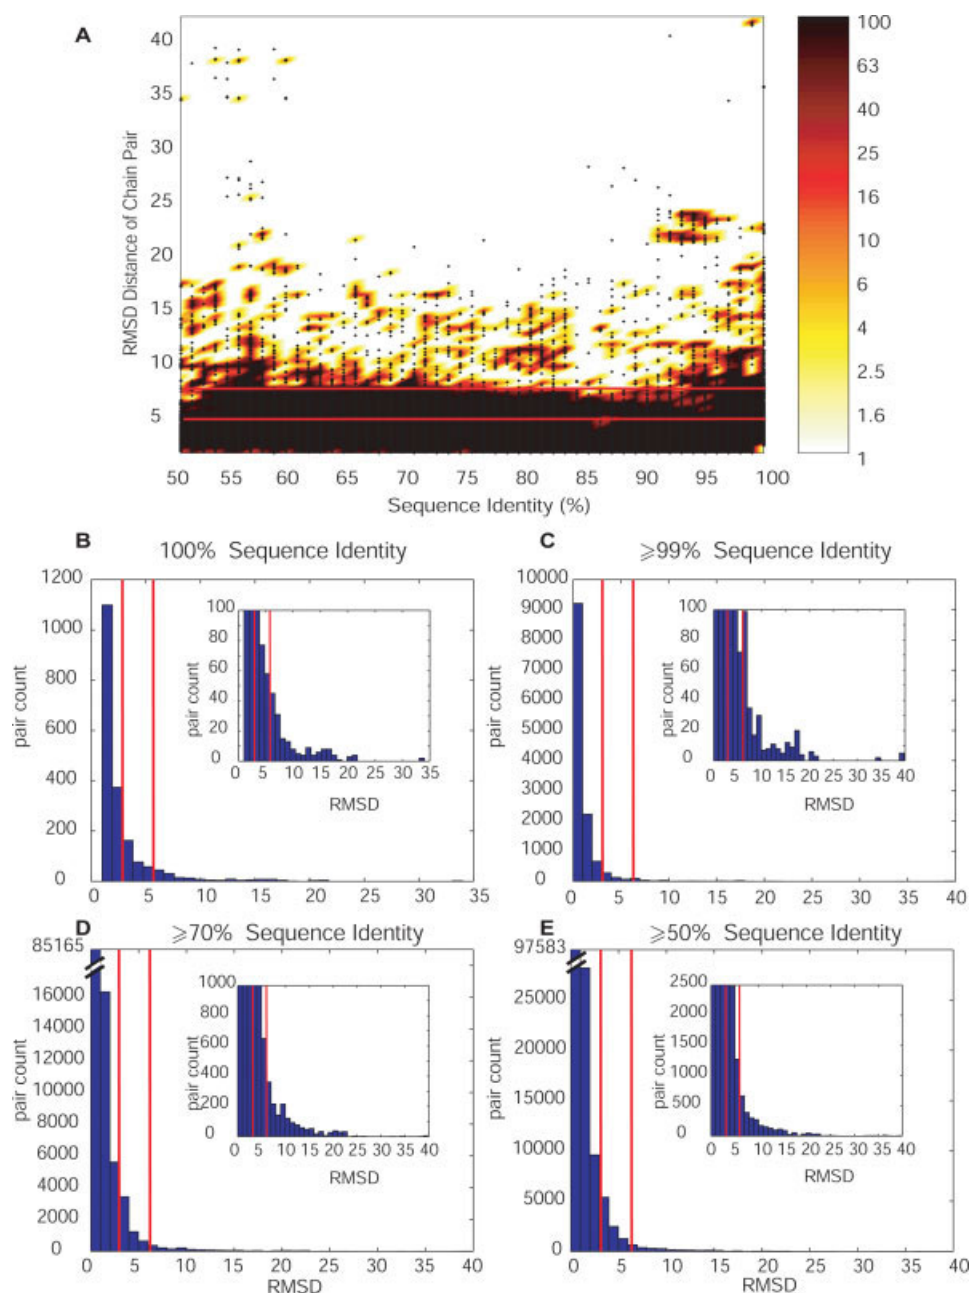 A
RMSD Distance of Chain Pair
40
35
30
25
20
15
10
5
50 55 60 65 70 75 80 85 90 95 100
Sequence Identity (%)
100
63
40
25
16
10
6
4
2.5
1.6
1
B
100% Sequence Identity
pair count
1200
1000
800
600
400
200
0
0 5 10 15 20 25 30 35
pair count
100
80
60
40
20
0
0 5 10 15 20 25 30 35
RMSD
C
⩾99% Sequence Identity
pair count
10000
9000
8000
7000
6000
5000
4000
3000
2000
1000
0
0 5 10 15 20 25 30 35 40
pair count
100
80
60
40
20
0
0 5 10 15 20 25 30 35 40
RMSD
D
⩾70% Sequence Identity
pair count
85165
16000
14000
12000
10000
8000
6000
4000
2000
0
0 5 10 15 20 25 30 35 40
RMSD
pair count
1000
800
600
400
200
0
0 5 10 15 20 25 30 35 40
RMSD
E
⩾50% Sequence Identity
pair count
97583
25000
20000
15000
10000
5000
0
0 5 10 15 20 25 30 35 40
RMSD
pair count
2500
2000
1500
1000
500
0
0 5 10 15 20 25 30 35 40
RMSD